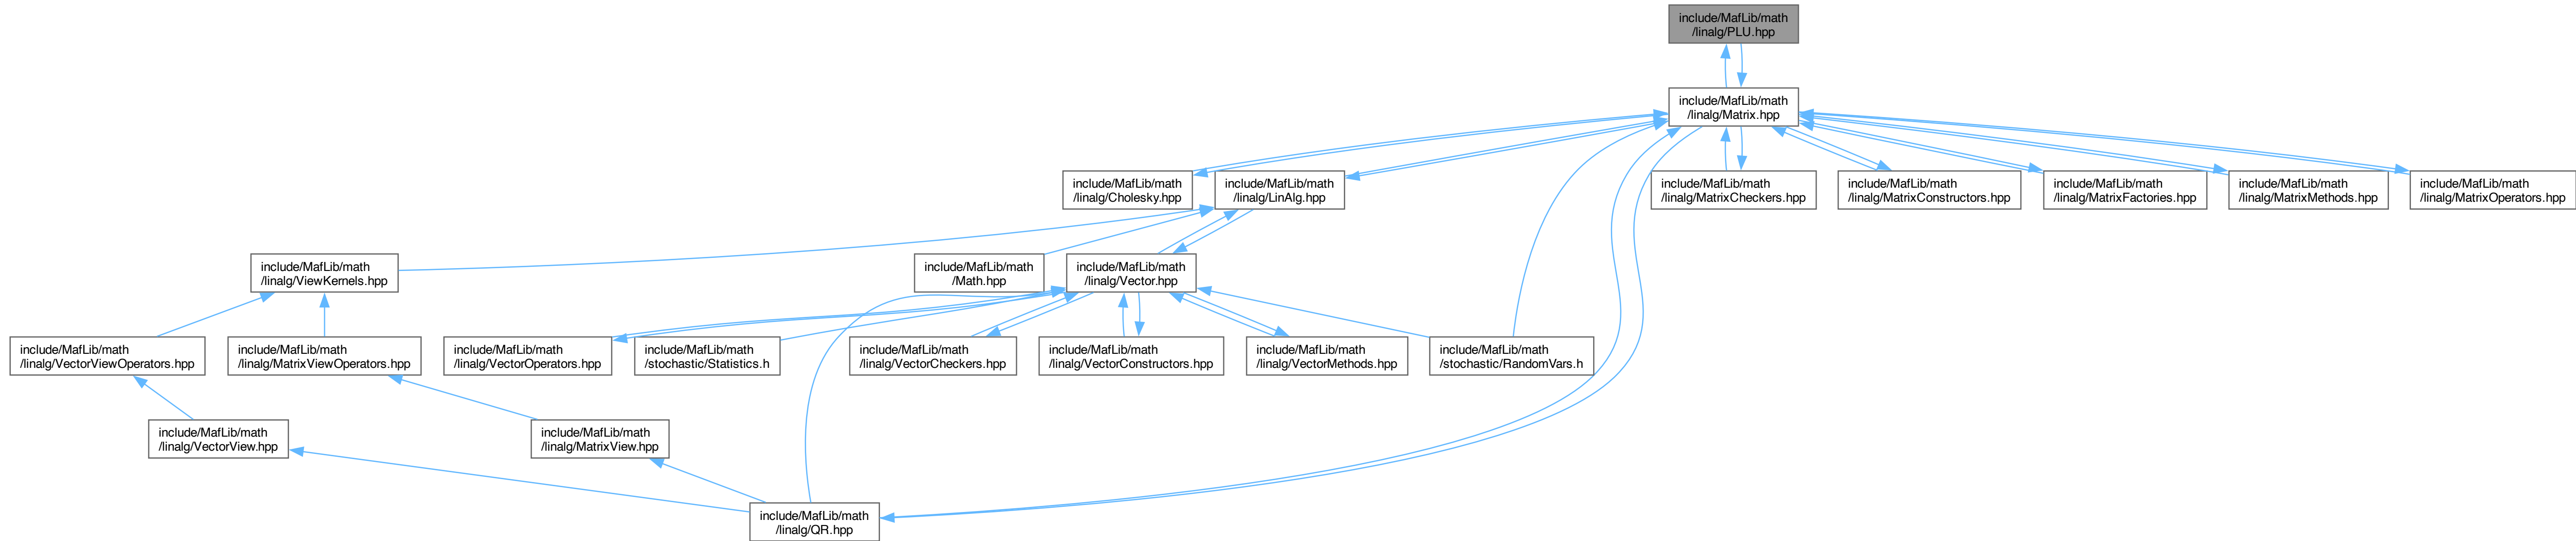 include/MafLib/math
/linalg/PLU.hpp
include/MafLib/math
/linalg/Matrix.hpp
include/MafLib/math
/linalg/Cholesky.hpp
include/MafLib/math
/linalg/LinAlg.hpp
include/MafLib/math
/linalg/MatrixCheckers.hpp
include/MafLib/math
/linalg/MatrixConstructors.hpp
include/MafLib/math
/linalg/MatrixFactories.hpp
include/MafLib/math
/linalg/MatrixMethods.hpp
include/MafLib/math
/linalg/MatrixOperators.hpp
include/MafLib/math
/linalg/ViewKernels.hpp
include/MafLib/math
/Math.hpp
include/MafLib/math
/linalg/Vector.hpp
include/MafLib/math
/linalg/VectorViewOperators.hpp
include/MafLib/math
/linalg/MatrixViewOperators.hpp
include/MafLib/math
/linalg/VectorOperators.hpp
include/MafLib/math
/stochastic/Statistics.h
include/MafLib/math
/linalg/VectorCheckers.hpp
include/MafLib/math
/linalg/VectorConstructors.hpp
include/MafLib/math
/linalg/VectorMethods.hpp
include/MafLib/math
/stochastic/RandomVars.h
include/MafLib/math
/linalg/VectorView.hpp
include/MafLib/math
/linalg/MatrixView.hpp
include/MafLib/math
/linalg/QR.hpp